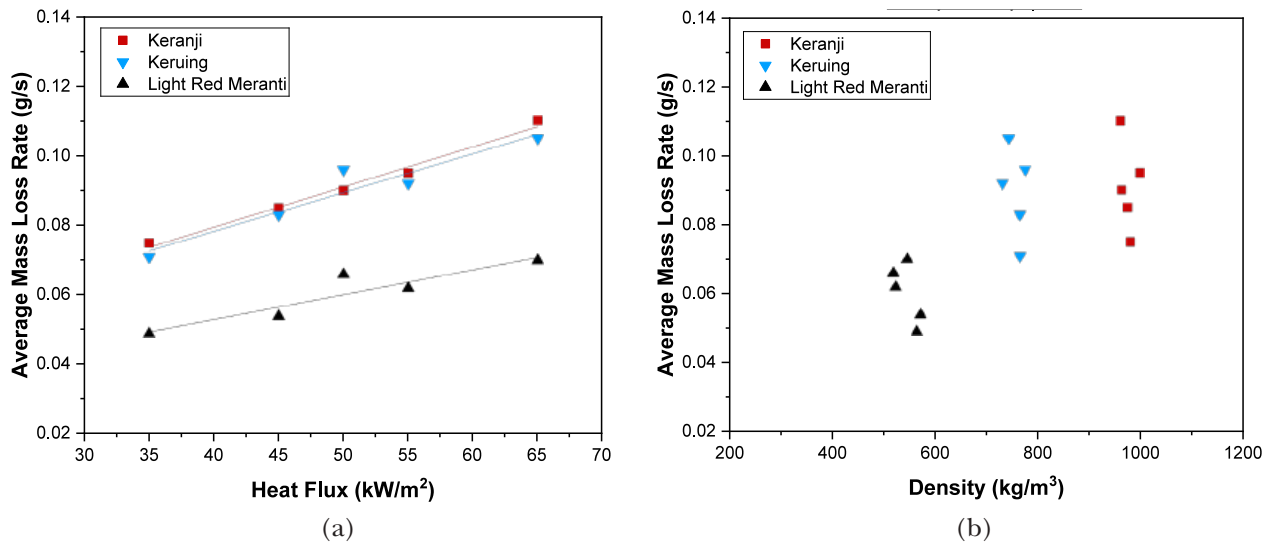 0.14
0.12
0.10
0.08
0.06
0.04
0.02
Average Mass Loss Rate (g/s)
Keranji
Keruing
Light Red Meranti
30 35 40 45 50 55 60 65 70
Heat Flux (kW/m²)
(a)
0.14
0.12
0.10
0.08
0.06
0.04
0.02
Average Mass Loss Rate (g/s)
Keranji
Keruing
Light Red Meranti
200 400 600 800 1000 1200
Density (kg/m³)
(b)